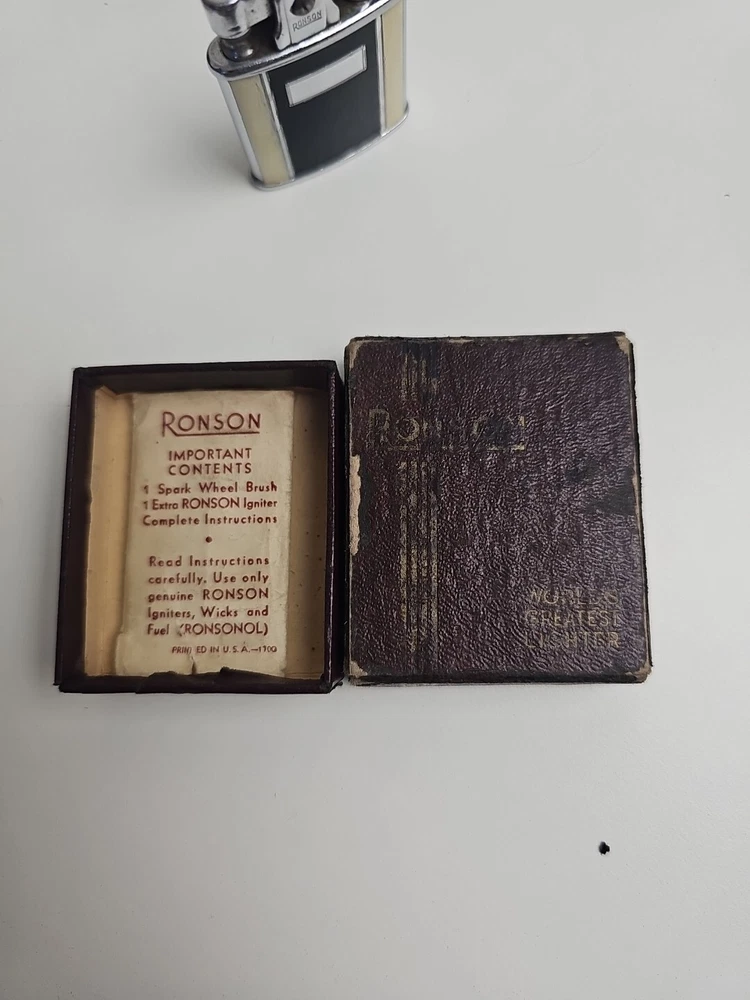 RONSON
RONSON
IMPORTANT
CONTENTS
1 Spark Wheel Brush
1 Extra RONSON Igniter
Complete Instructions
•
Read Instructions
carefully. Use only
genuine RONSON
Igniters, Wicks and
Fuel (RONSONOL)
PRINTED IN U.S.A.—1700
RONSON
WORLD'S
GREATEST
LIGHTER